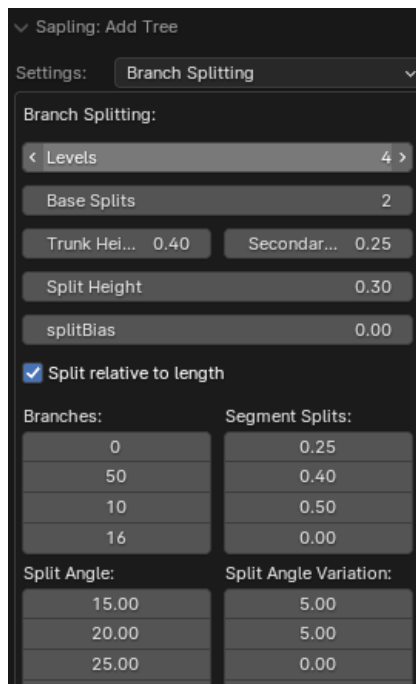 Sapling: Add Tree
Settings: Branch Splitting
Branch Splitting:
Levels 4
Base Splits 2
Trunk Hei... 0.40 Secondar... 0.25
Split Height 0.30
splitBias 0.00
Split relative to length
Branches: Segment Splits:
0 0.25
50 0.40
10 0.50
16 0.00
Split Angle: Split Angle Variation:
15.00 5.00
20.00 5.00
25.00 0.00